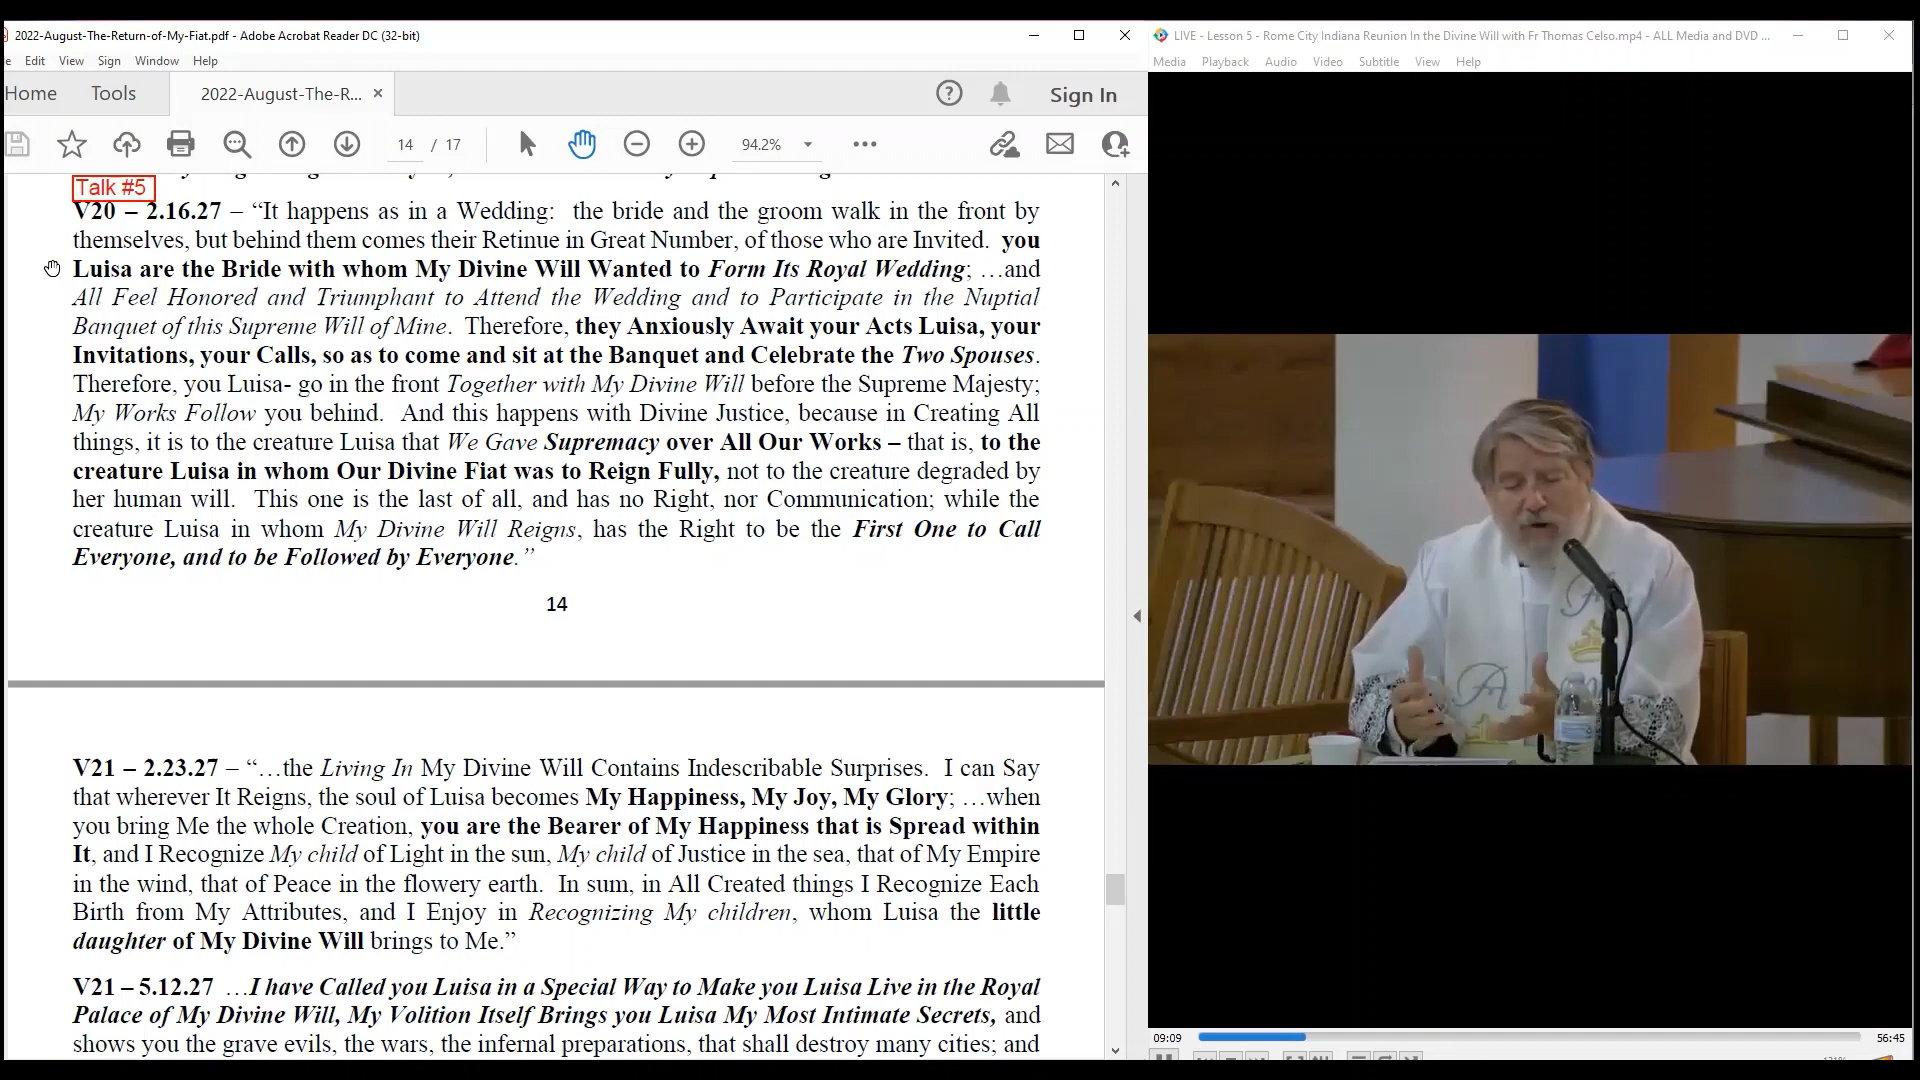 2022-August-The-Return-of-My-Fiat.pdf - Adobe Acrobat Reader DC (32-bit)
Edit View Sign Window Help
Home Tools 2022-August-The-R... Sign In
14 / 17 94.2%
Talk #5
V20 – 2.16.27 – “It happens as in a Wedding: the bride and the groom walk in the front by
themselves, but behind them comes their Retinue in Great Number, of those who are Invited. you
Luisa are the Bride with whom My Divine Will Wanted to Form Its Royal Wedding; …and
All Feel Honored and Triumphant to Attend the Wedding and to Participate in the Nuptial
Banquet of this Supreme Will of Mine. Therefore, they Anxiously Await your Acts Luisa, your
Invitations, your Calls, so as to come and sit at the Banquet and Celebrate the Two Spouses.
Therefore, you Luisa- go in the front Together with My Divine Will before the Supreme Majesty;
My Works Follow you behind. And this happens with Divine Justice, because in Creating All
things, it is to the creature Luisa that We Gave Supremacy over All Our Works – that is, to the
creature Luisa in whom Our Divine Fiat was to Reign Fully, not to the creature degraded by
her human will. This one is the last of all, and has no Right, nor Communication; while the
creature Luisa in whom My Divine Will Reigns, has the Right to be the First One to Call
Everyone, and to be Followed by Everyone.”
14
V21 – 2.23.27 – “…the Living In My Divine Will Contains Indescribable Surprises. I can Say
that wherever It Reigns, the soul of Luisa becomes My Happiness, My Joy, My Glory; …when
you bring Me the whole Creation, you are the Bearer of My Happiness that is Spread within
It, and I Recognize My child of Light in the sun, My child of Justice in the sea, that of My Empire
in the wind, that of Peace in the flowery earth. In sum, in All Created things I Recognize Each
Birth from My Attributes, and I Enjoy in Recognizing My children, whom Luisa the little
daughter of My Divine Will brings to Me.”
V21 – 5.12.27 …I have Called you Luisa in a Special Way to Make you Luisa Live in the Royal
Palace of My Divine Will, My Volition Itself Brings you Luisa My Most Intimate Secrets, and
shows you the grave evils, the wars, the infernal preparations, that shall destroy many cities; and
LIVE - Lesson 5 - Rome City Indiana Reunion In the Divine Will with Fr Thomas Celso.mp4 - ALL Media and DVD ...
Media Playback Audio Video Subtitle View Help
A
A
09:09 56:45